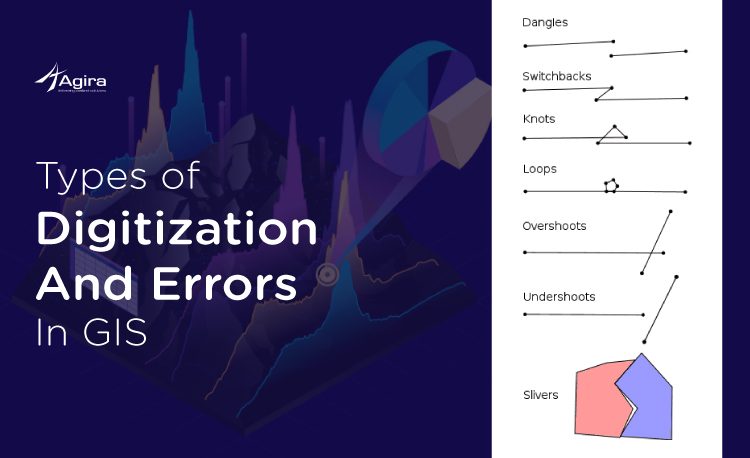 Agira
Types of
Digitization
And Errors
In GIS
Dangles
Switchbacks
Knots
Loops
Overshoots
Undershoots
Slivers